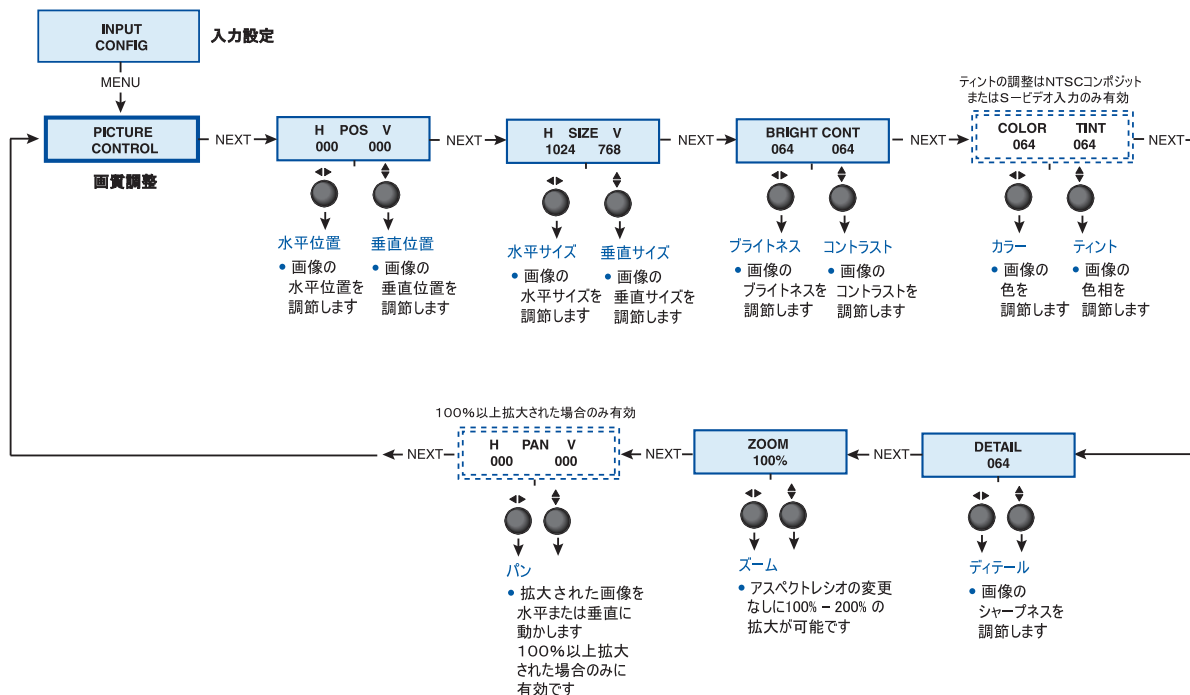 INPUT
CONFIG
入力設定
MENU
PICTURE
CONTROL
画質調整
NEXT
H POS V
000 000
水平位置
• 画像の
水平位置を
調節します
垂直位置
• 画像の
垂直位置を
調節します
NEXT
H SIZE V
1024 768
水平サイズ
• 画像の
水平サイズを
調節します
垂直サイズ
• 画像の
垂直サイズを
調節します
NEXT
BRIGHT CONT
064 064
ブライトネス
• 画像の
ブライトネスを
調節します
コントラスト
• 画像の
コントラストを
調節します
NEXT
ティントの調整はNTSCコンポジット
またはS−ビデオ入力のみ有効
COLOR TINT
064 064
カラー
• 画像の
色を
調節します
ティント
• 画像の
色相を
調節します
NEXT
DETAIL
064
ディテール
• 画像の
シャープネスを
調節します
NEXT
ZOOM
100%
ズーム
• アスペクトレシオの変更
なしに100% − 200% の
拡大が可能です
NEXT
100%以上拡大された場合のみ有効
H PAN V
000 000
パン
• 拡大された画像を
水平または垂直に
動かします
100%以上拡大
された場合のみに
有効です
NEXT